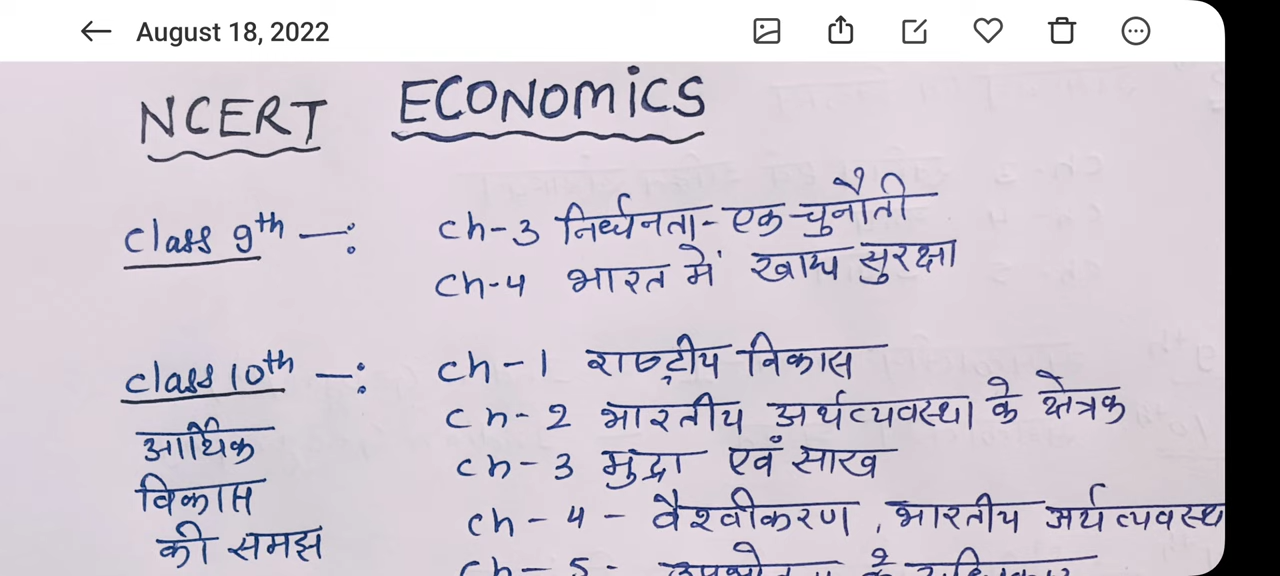 August 18, 2022
NCERT ECONOMICS
Class 9th —: Ch-3 निर्धनता - एक चुनौती
Ch-4 भारत में खाद्य सुरक्षा
Class 10th —: Ch-1 राष्ट्रीय विकास
आर्थिक विकास की समझ
Ch-2 भारतीय अर्थव्यवस्था के क्षेत्रक
Ch-3 मुद्रा एवं साख
Ch-4 - वैश्वीकरण, भारतीय अर्थव्यवस्थ
Ch-5-